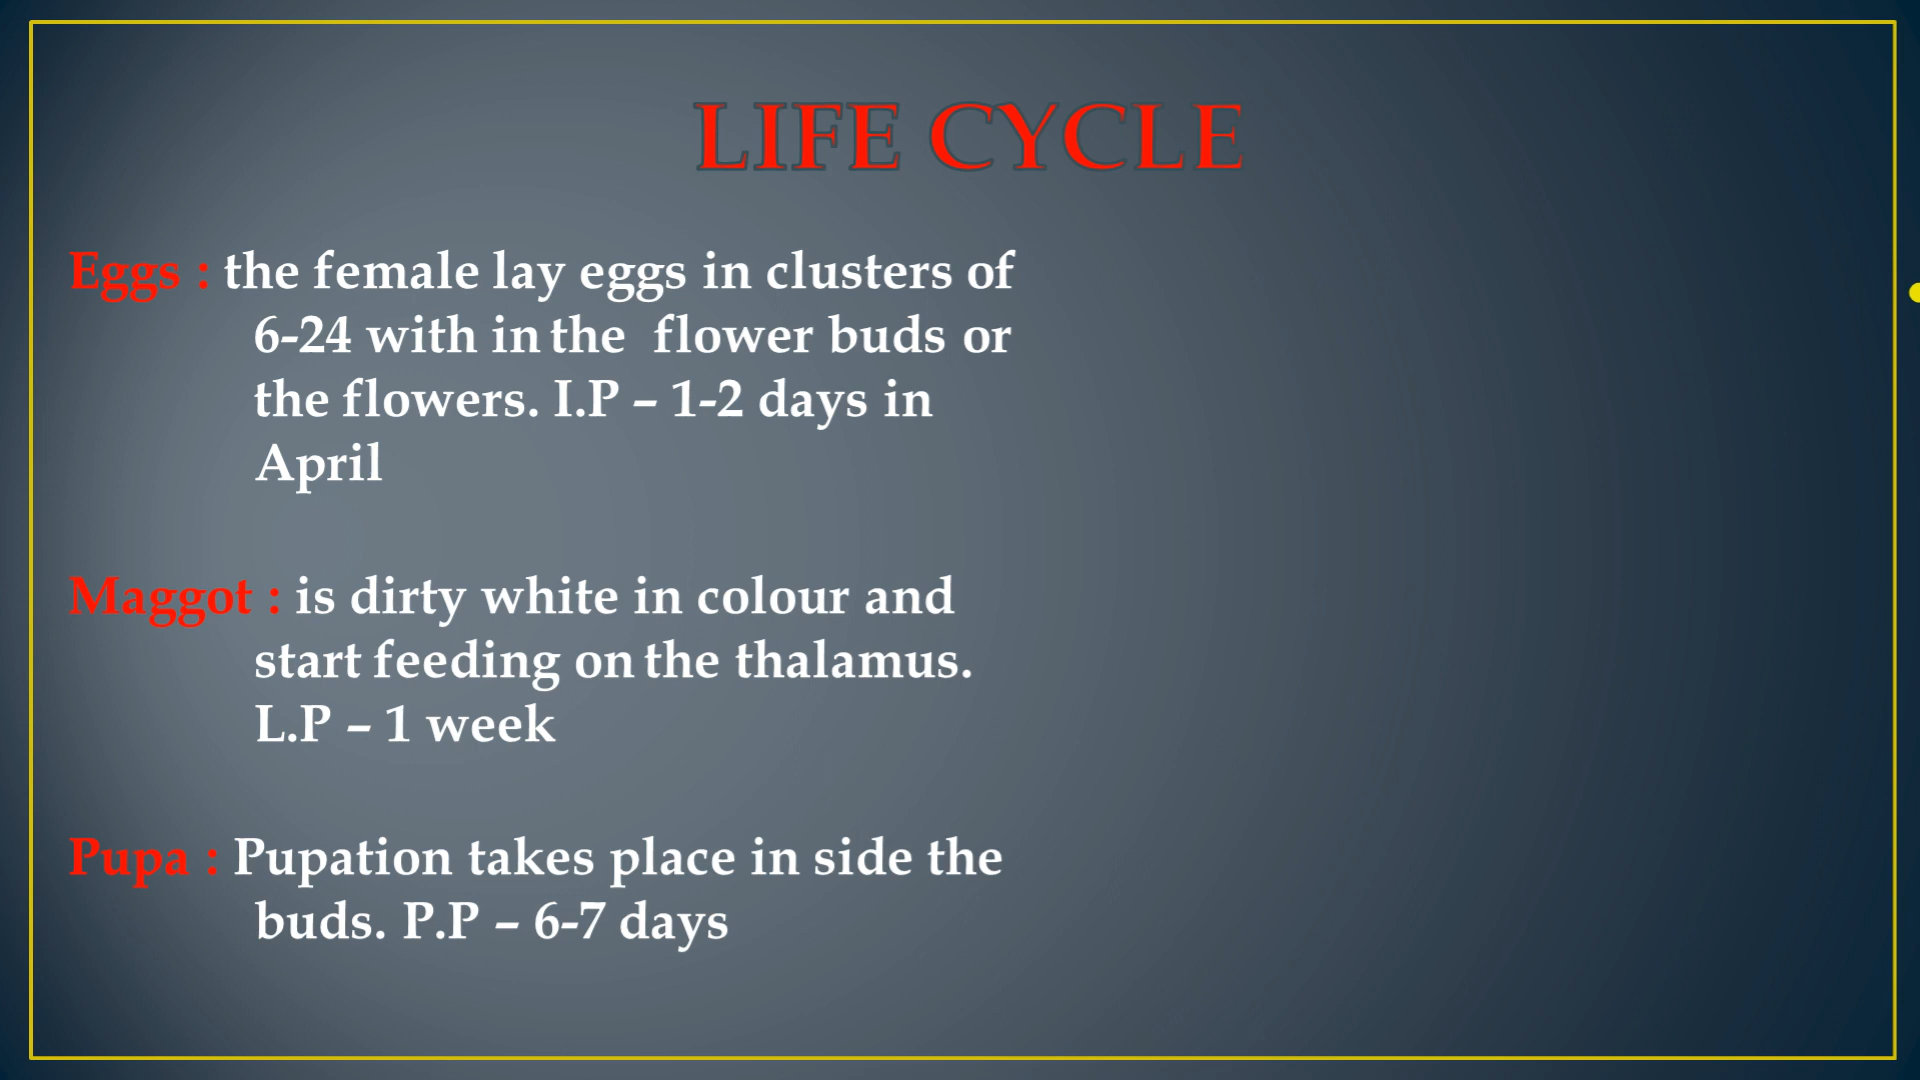 LIFE CYCLE
Eggs : the female lay eggs in clusters of
6-24 with in the flower buds or
the flowers. I.P – 1-2 days in
April
Maggot : is dirty white in colour and
start feeding on the thalamus.
L.P – 1 week
Pupa : Pupation takes place in side the
buds. P.P – 6-7 days